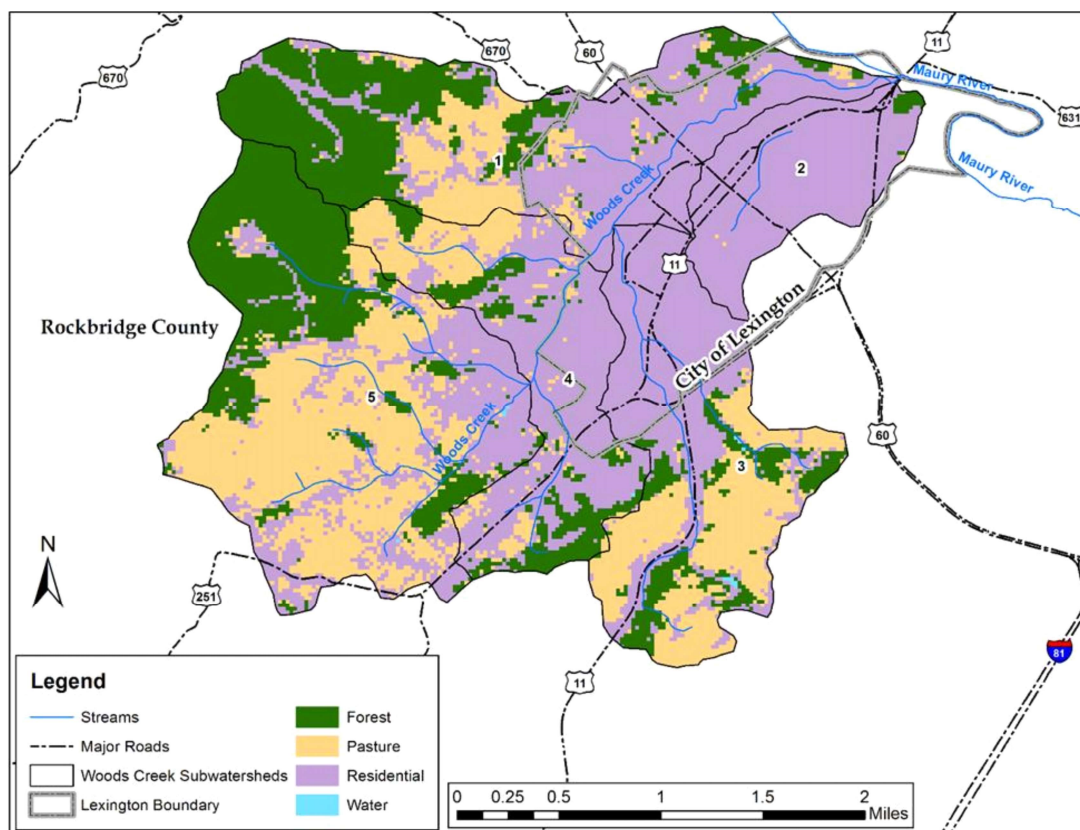 670
60
11
670
Maury River
631
1
2
Maury River
Woods Creek
11
Rockbridge County
City of Lexington
5
4
60
Woods Creek
3
N
251
81
11
Legend
Streams
Major Roads
Woods Creek Subwatersheds
Lexington Boundary
Forest
Pasture
Residential
Water
0 0.25 0.5 1 1.5 2
Miles